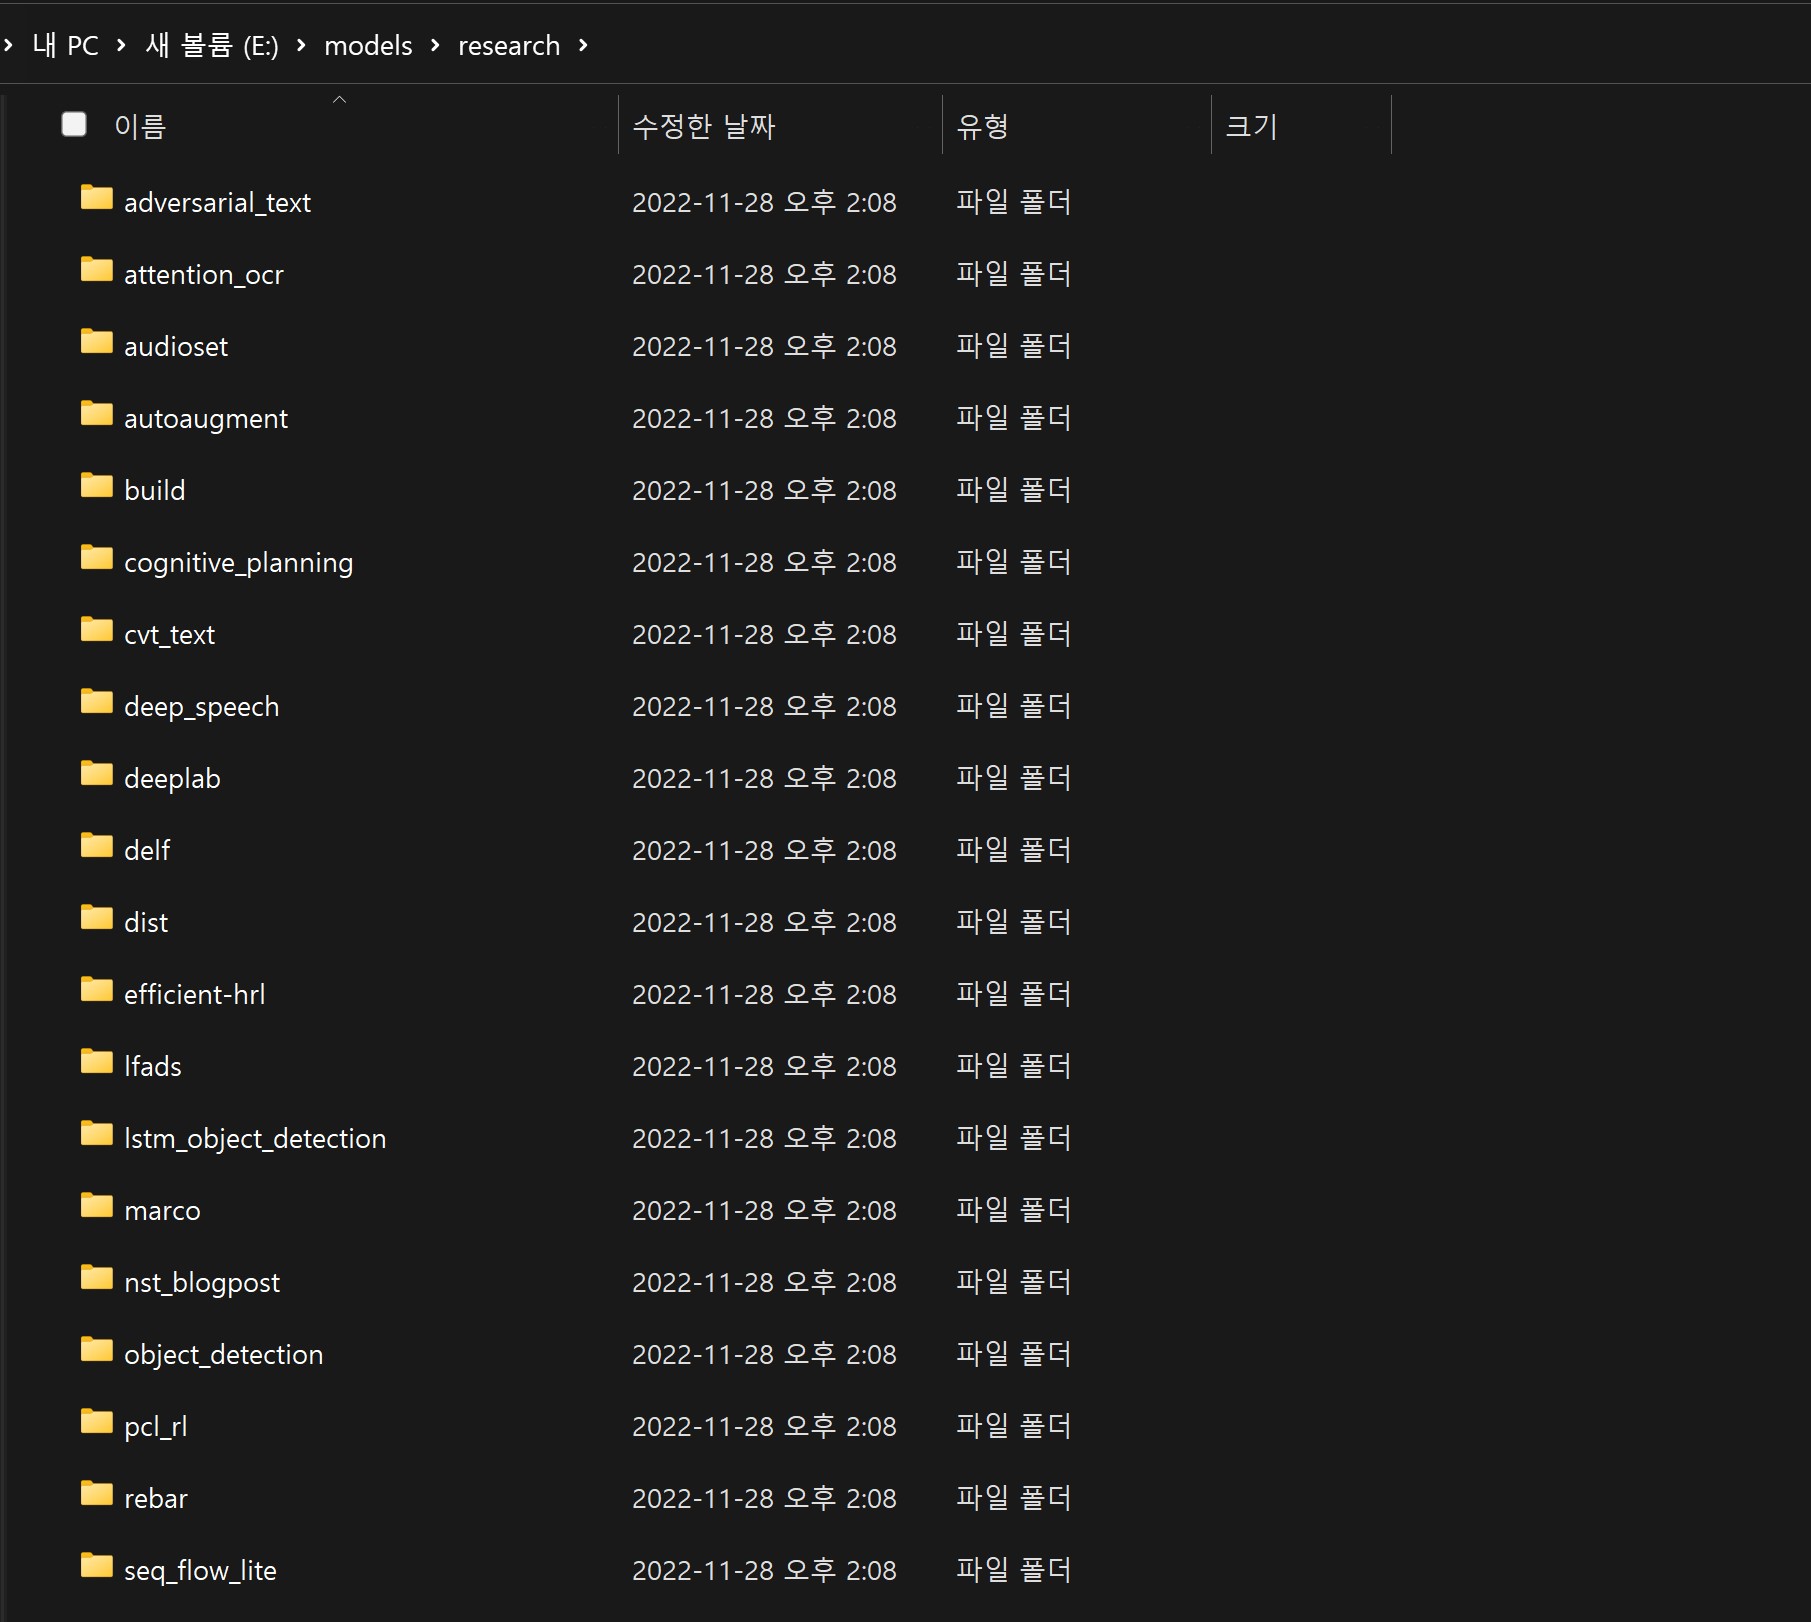 내 PC › 새 볼륨 (E:) › models › research ›
이름 수정한 날짜 유형 크기
adversarial_text 2022-11-28 오후 2:08 파일 폴더
attention_ocr 2022-11-28 오후 2:08 파일 폴더
audioset 2022-11-28 오후 2:08 파일 폴더
autoaugment 2022-11-28 오후 2:08 파일 폴더
build 2022-11-28 오후 2:08 파일 폴더
cognitive_planning 2022-11-28 오후 2:08 파일 폴더
cvt_text 2022-11-28 오후 2:08 파일 폴더
deep_speech 2022-11-28 오후 2:08 파일 폴더
deeplab 2022-11-28 오후 2:08 파일 폴더
delf 2022-11-28 오후 2:08 파일 폴더
dist 2022-11-28 오후 2:08 파일 폴더
efficient-hrl 2022-11-28 오후 2:08 파일 폴더
lfads 2022-11-28 오후 2:08 파일 폴더
lstm_object_detection 2022-11-28 오후 2:08 파일 폴더
marco 2022-11-28 오후 2:08 파일 폴더
nst_blogpost 2022-11-28 오후 2:08 파일 폴더
object_detection 2022-11-28 오후 2:08 파일 폴더
pcl_rl 2022-11-28 오후 2:08 파일 폴더
rebar 2022-11-28 오후 2:08 파일 폴더
seq_flow_lite 2022-11-28 오후 2:08 파일 폴더